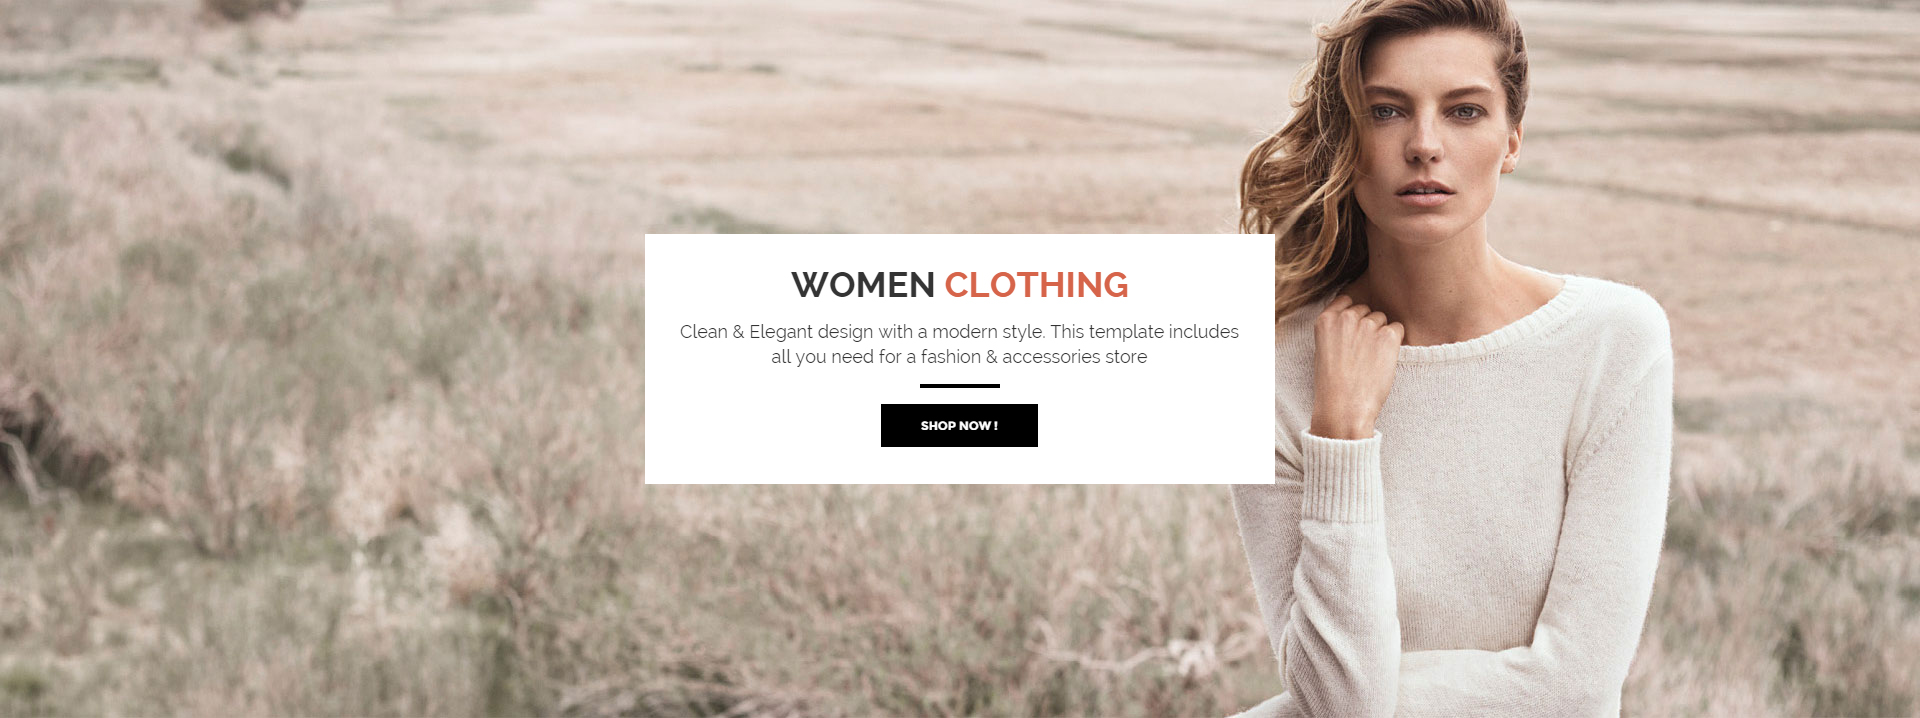 WOMEN CLOTHING
Clean & Elegant design with a modern style. This template includes
all you need for a fashion & accessories store
SHOP NOW !